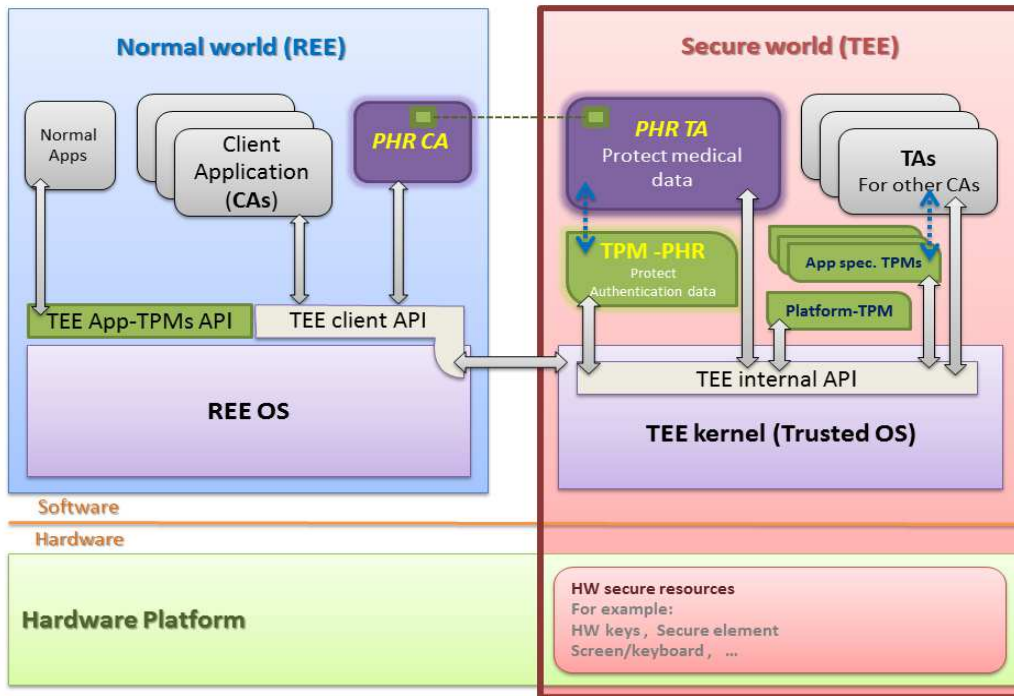 Normal world (REE)
Normal
Apps
Client
Application
(CAs)
PHR CA
TEE App-TPMs API
TEE client API
REE OS
Secure world (TEE)
PHR TA
Protect medical
data
TAs
For other CAs
TPM -PHR
Protect
Authentication data
App spec. TPMs
Platform-TPM
TEE internal API
TEE kernel (Trusted OS)
Software
Hardware
Hardware Platform
HW secure resources
For example:
HW keys , Secure element
Screen/keyboard , ...